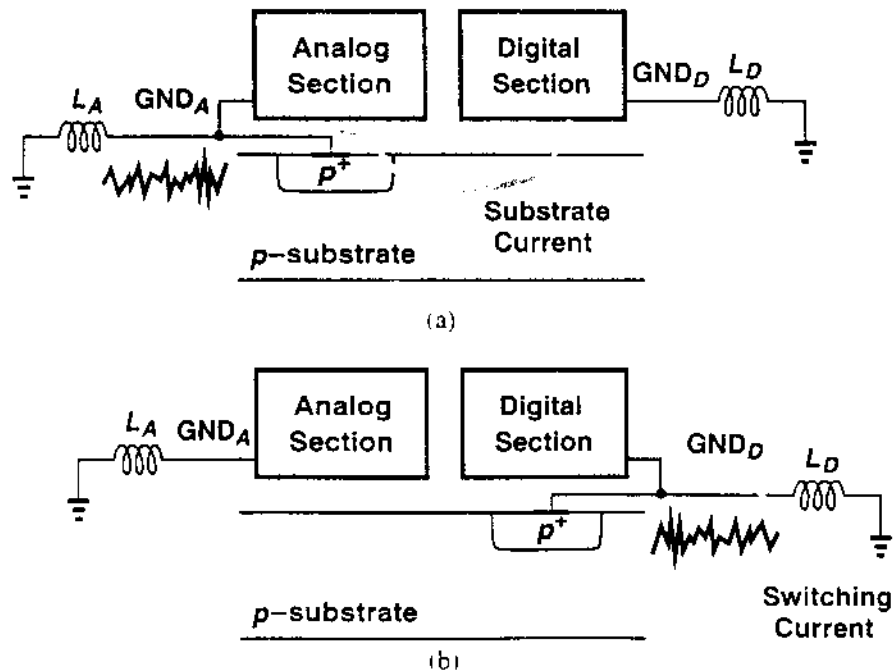 Analog
Section
Digital
Section
L_A
GND_A
GND_D
L_D
p+
Substrate
Current
p-substrate
(a)
Analog
Section
Digital
Section
L_A
GND_A
GND_D
L_D
p+
p-substrate
Switching
Current
(b)